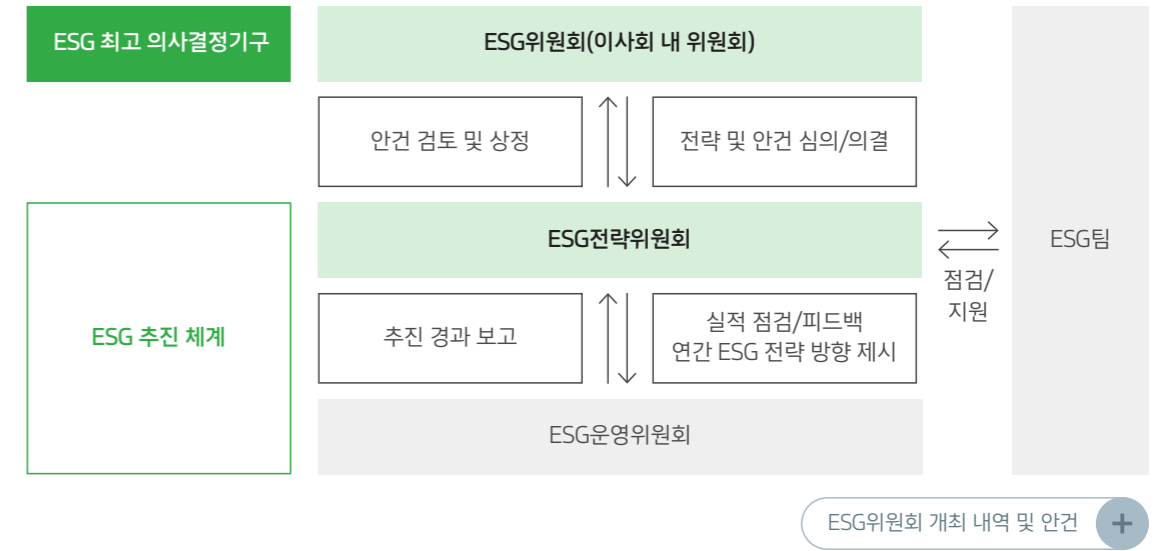 ESG 최고 의사결정기구
ESG위원회(이사회 내 위원회)
안건 검토 및 상정
전략 및 안건 심의/의결
ESG 추진 체계
ESG전략위원회
점검/
지원
ESG팀
추진 경과 보고
실적 점검/피드백
연간 ESG 전략 방향 제시
ESG운영위원회
ESG위원회 개최 내역 및 안건 +